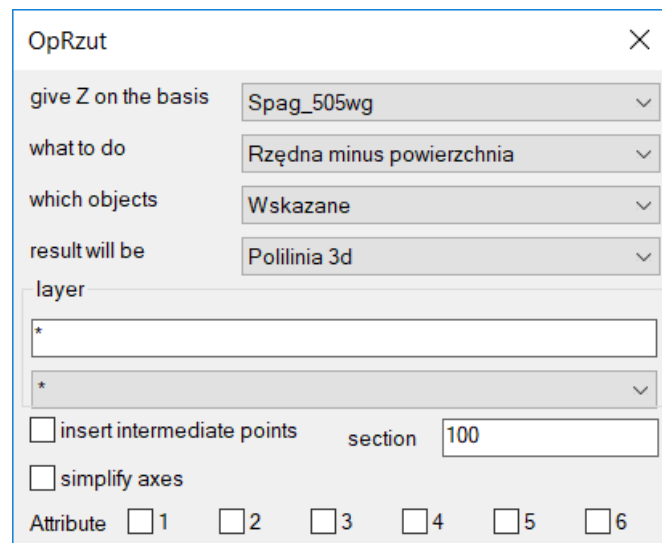 OpRzut
give Z on the basis Spag_505wg
what to do Rzędna minus powierzchnia
which objects Wskazane
result will be Polilinia 3d
layer
*
*
insert intermediate points section 100
simplify axes
Attribute 1 2 3 4 5 6